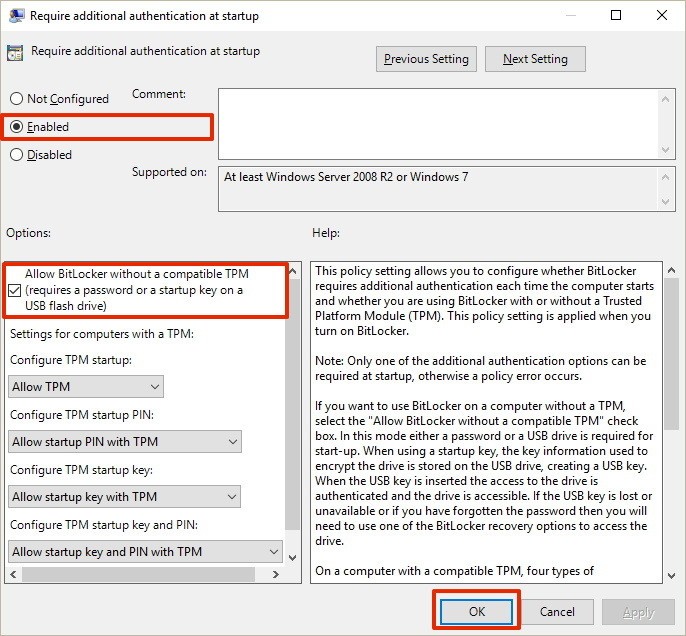 Require additional authentication at startup
Require additional authentication at startup
Previous Setting
Next Setting
Not Configured
Comment:
Enabled
Disabled
Supported on:
At least Windows Server 2008 R2 or Windows 7
Options:
Help:
Allow BitLocker without a compatible TPM
(requires a password or a startup key on a
USB flash drive)
Settings for computers with a TPM:
Configure TPM startup:
Allow TPM
Configure TPM startup PIN:
Allow startup PIN with TPM
Configure TPM startup key:
Allow startup key with TPM
Configure TPM startup key and PIN:
Allow startup key and PIN with TPM
This policy setting allows you to configure whether BitLocker
requires additional authentication each time the computer starts
and whether you are using BitLocker with or without a Trusted
Platform Module (TPM). This policy setting is applied when you
turn on BitLocker.
Note: Only one of the additional authentication options can be
required at startup, otherwise a policy error occurs.
If you want to use BitLocker on a computer without a TPM,
select the "Allow BitLocker without a compatible TPM" check
box. In this mode either a password or a USB drive is required for
start-up. When using a startup key, the key information used to
encrypt the drive is stored on the USB drive, creating a USB key.
When the USB key is inserted the access to the drive is
authenticated and the drive is accessible. If the USB key is lost or
unavailable or if you have forgotten the password then you will
need to use one of the BitLocker recovery options to access the
drive.
On a computer with a compatible TPM, four types of
OK
Cancel
Apply